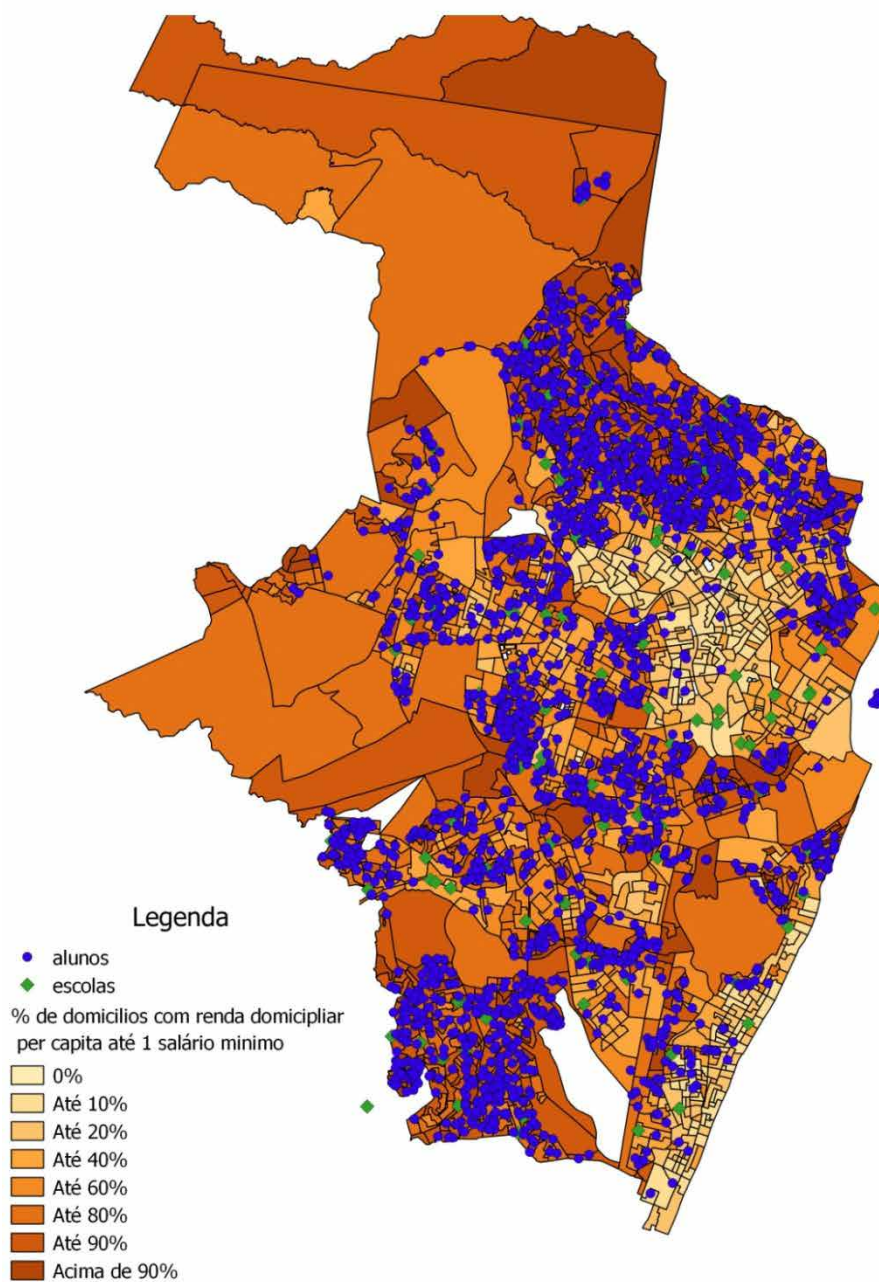 Legenda
alunos
escolas
% de domicilios com renda domicipliar
per capita até 1 salário minimo
0%
Até 10%
Até 20%
Até 40%
Até 60%
Até 80%
Até 90%
Acima de 90%